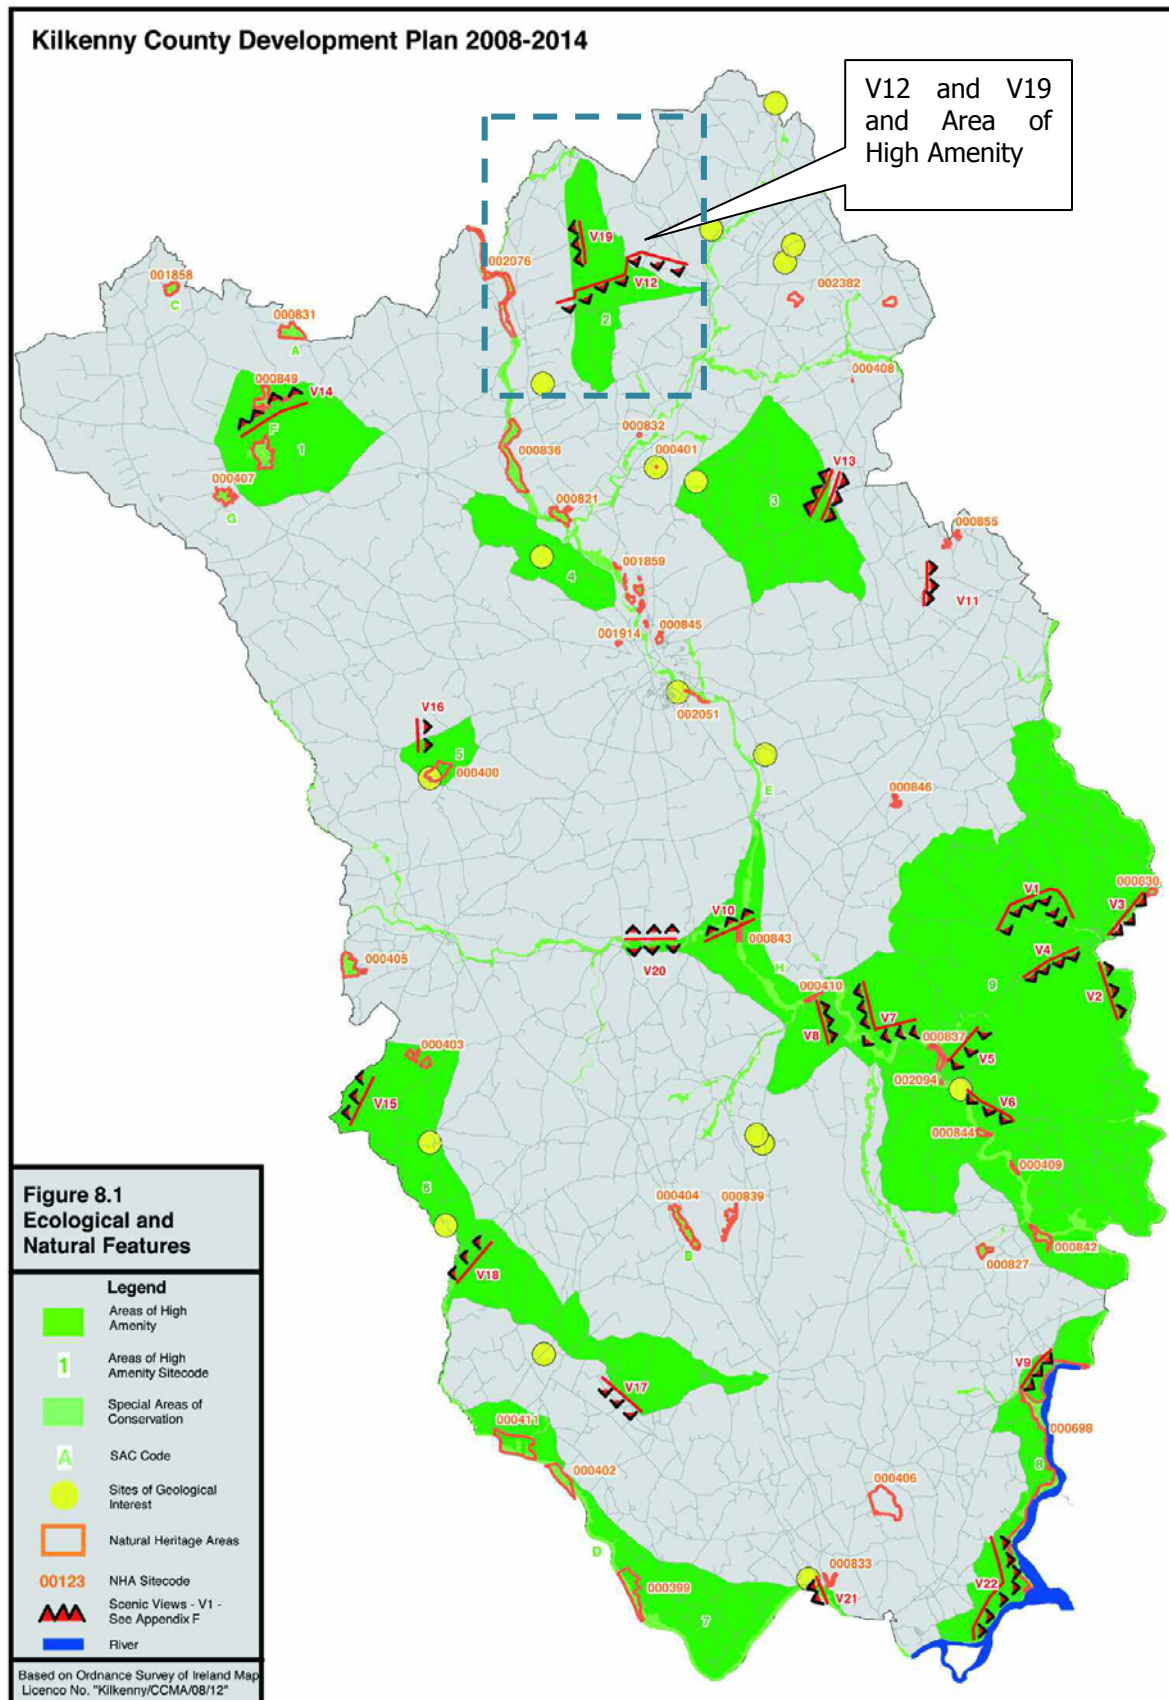 Kilkenny County Development Plan 2008-2014
V12 and V19
and Area of
High Amenity
V19
002076
V12
2
001858
C
002382
000831
A
000408
000849
V14
F
1
000832
000836
000401
V13
000407
G
000821
3
000855
4
001859
V11
001914
000845
002051
V16
5
000400
E
000846
V1
000830
V3
V10
000843
V4
V20
000405
H
9
V2
000410
V7
V8
000837
V5
000403
002094
V15
V6
000844
000409
6
000404
000839
B
000842
000827
V18
V9
V17
000411
000698
000402
8
000406
D
000833
000399
V22
V21
7
Figure 8.1
Ecological and
Natural Features
Legend
Areas of High
Amenity
1
Areas of High
Amenity Sitecode
Special Areas of
Conservation
A
SAC Code
Sites of Geological
Interest
Natural Heritage Areas
00123
NHA Sitecode
Scenic Views - V1 -
See Appendix F
River
Based on Ordnance Survey of Ireland Map
Licenco No. "Kilkenny/CCMA/08/12"